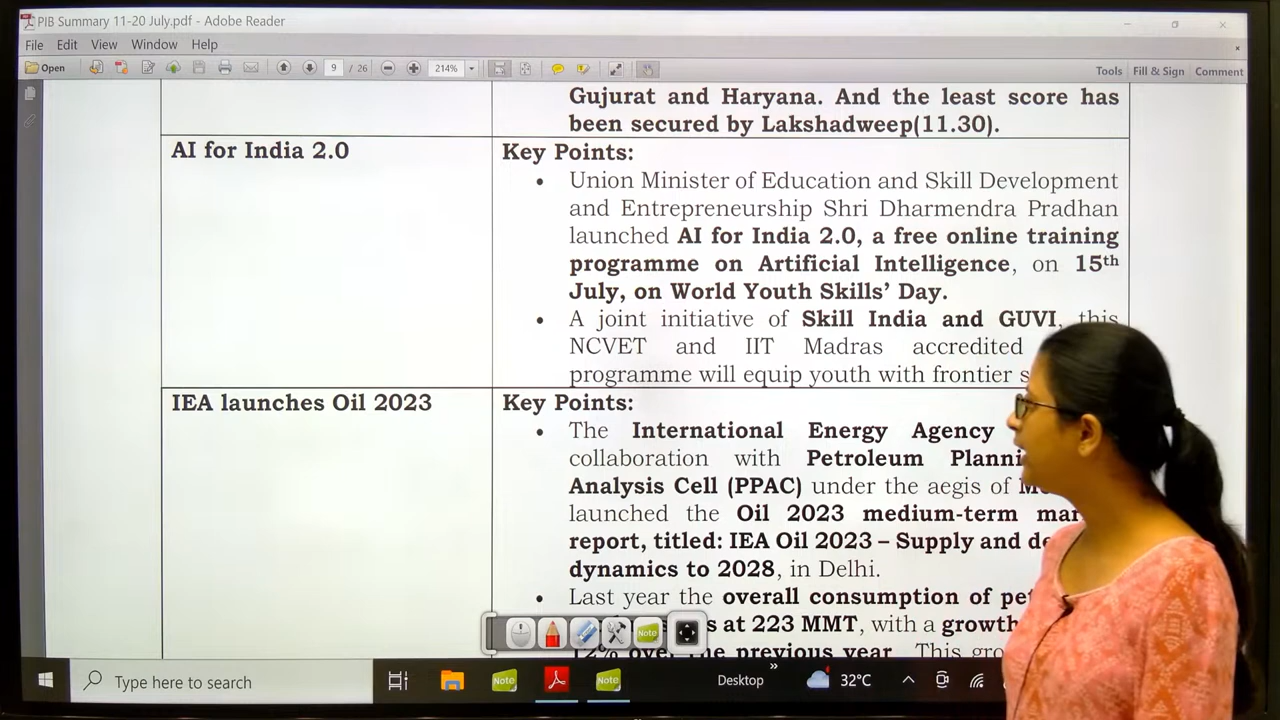 PIB Summary 11-20 July.pdf - Adobe Reader
File Edit View Window Help
Open 9 / 26 214% Tools Fill & Sign Comment
Gujurat and Haryana. And the least score has
been secured by Lakshadweep(11.30).
AI for India 2.0
Key Points:
• Union Minister of Education and Skill Development
and Entrepreneurship Shri Dharmendra Pradhan
launched AI for India 2.0, a free online training
programme on Artificial Intelligence, on 15th
July, on World Youth Skills' Day.
• A joint initiative of Skill India and GUVI, this
NCVET and IIT Madras accredited
programme will equip youth with frontier
IEA launches Oil 2023
Key Points:
• The International Energy Agency
collaboration with Petroleum
Analysis Cell (PPAC) under the aegis of
launched the Oil 2023 medium-term
report, titled: IEA Oil 2023 – Supply and
dynamics to 2028, in Delhi.
• Last year the overall consumption of
at 223 MMT, with a growth
12% over the previous year. This
Note
Type here to search
Note
Note
Desktop
32°C